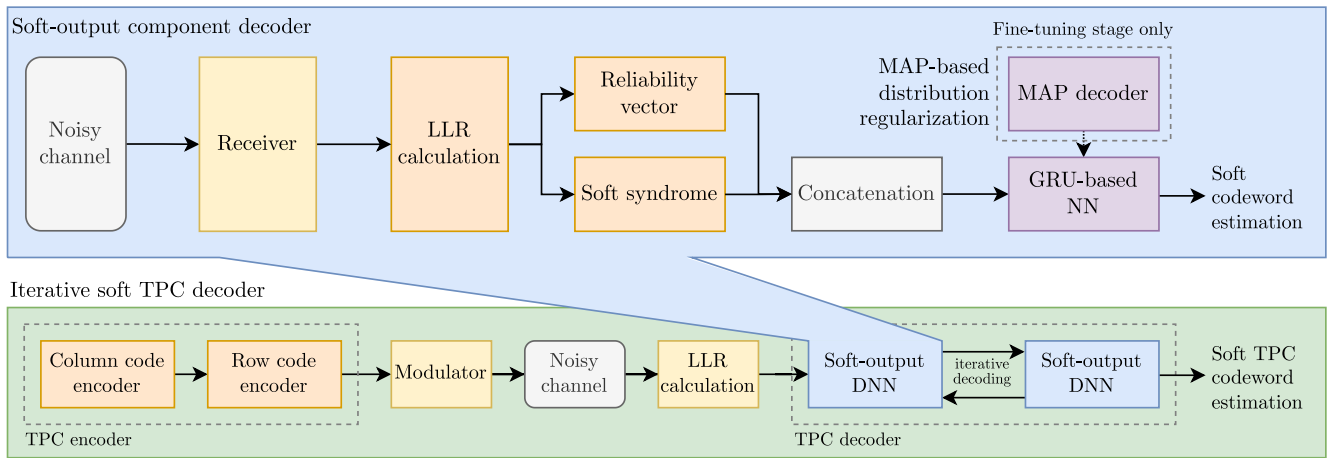 Soft-output component decoder
Noisy
channel
Receiver
LLR
calculation
Reliability
vector
Soft syndrome
Concatenation
MAP-based
distribution
regularization
Fine-tuning stage only
MAP decoder
GRU-based
NN
Soft
codeword
estimation
Iterative soft TPC decoder
Column code
encoder
Row code
encoder
TPC encoder
Modulator
Noisy
channel
LLR
calculation
Soft-output
DNN
iterative
decoding
Soft-output
DNN
TPC decoder
Soft TPC
codeword
estimation